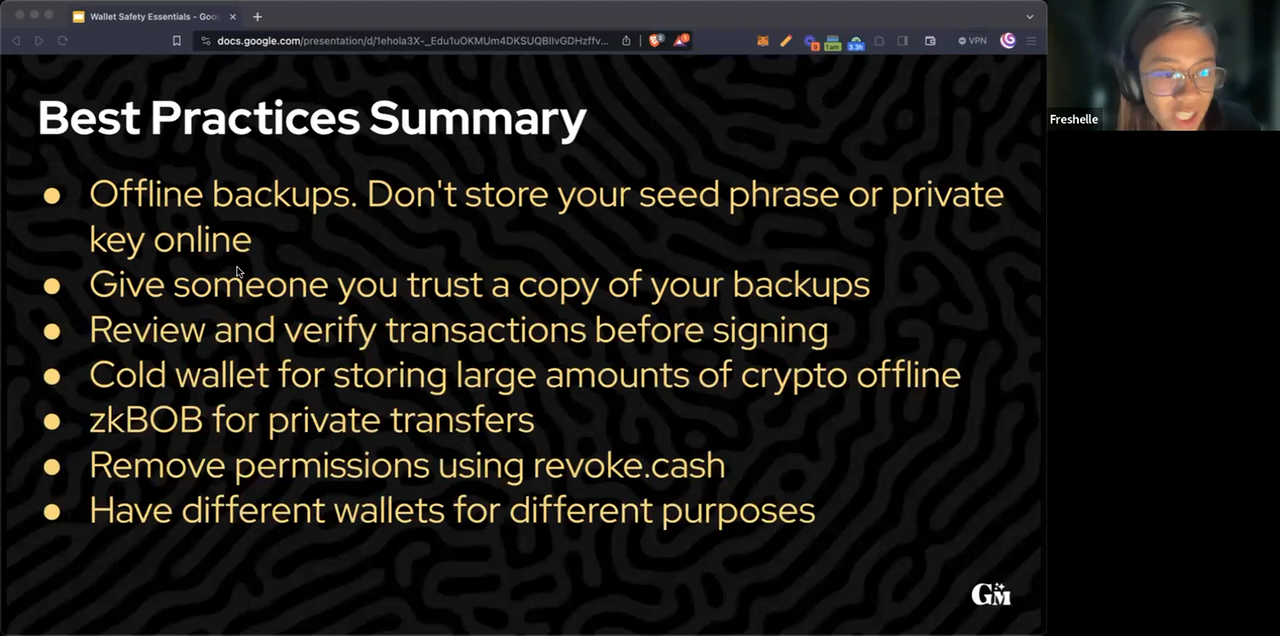 Wallet Safety Essentials - Goo
docs.google.com/presentation/d/1ehola3X-_Edu1uOKMUm4DKSUQBIlvGDHzffv...
VPN
Freshelle
Best Practices Summary
Offline backups. Don't store your seed phrase or private
key online
Give someone you trust a copy of your backups
Review and verify transactions before signing
Cold wallet for storing large amounts of crypto offline
zkBOB for private transfers
Remove permissions using revoke.cash
Have different wallets for different purposes
GM